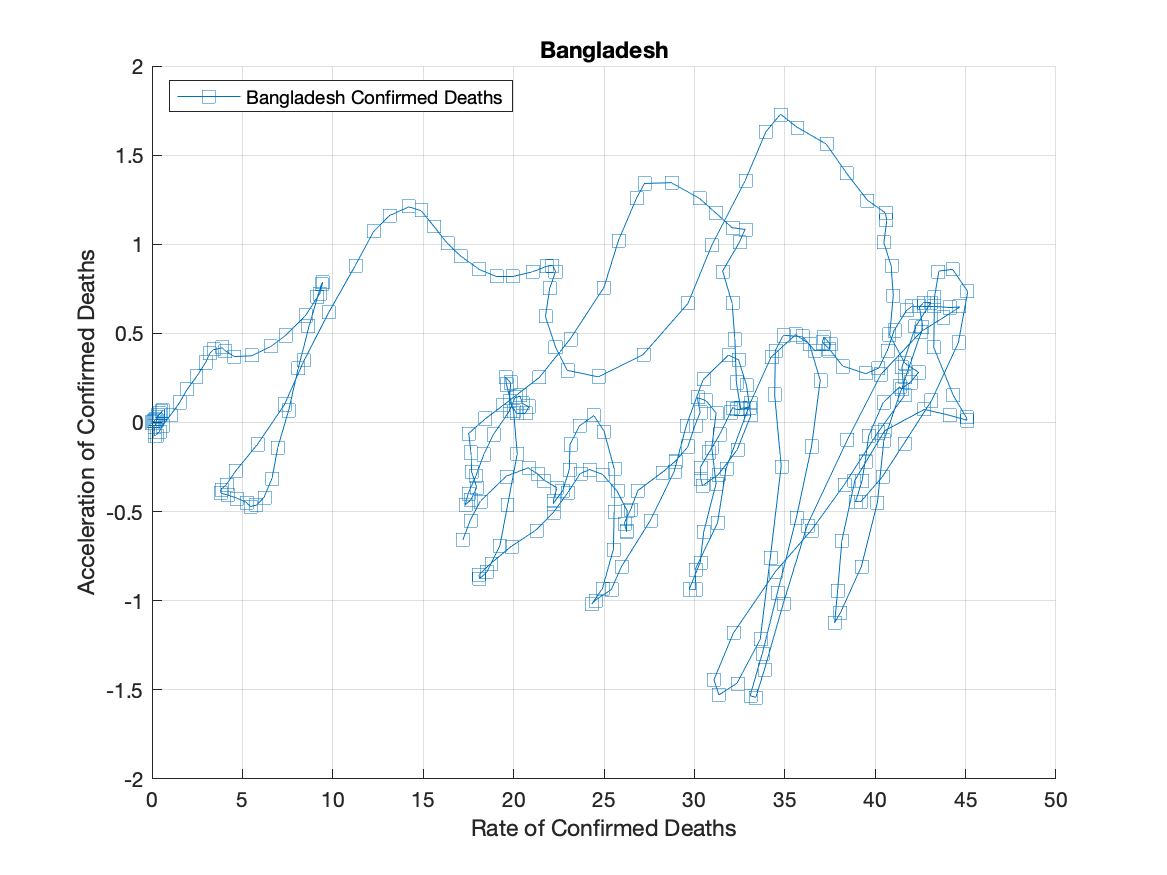 Bangladesh
Bangladesh Confirmed Deaths
Acceleration of Confirmed Deaths
2
1.5
1
0.5
0
-0.5
-1
-1.5
-2
0 5 10 15 20 25 30 35 40 45 50
Rate of Confirmed Deaths